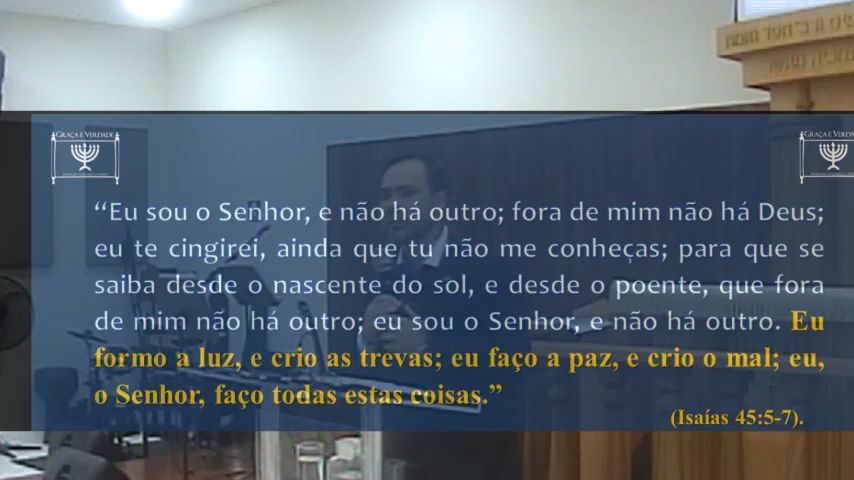 GRAÇA E VERDADE
GRAÇA E VERDADE
“Eu sou o Senhor, e não há outro; fora de mim não há Deus;
eu te cingirei, ainda que tu não me conheças; para que se
saiba desde o nascente do sol, e desde o poente, que fora
de mim não há outro; eu sou o Senhor, e não há outro. Eu
formo a luz, e crio as trevas; eu faço a paz, e crio o mal; eu,
o Senhor, faço todas estas coisas.”
(Isaías 45:5-7).